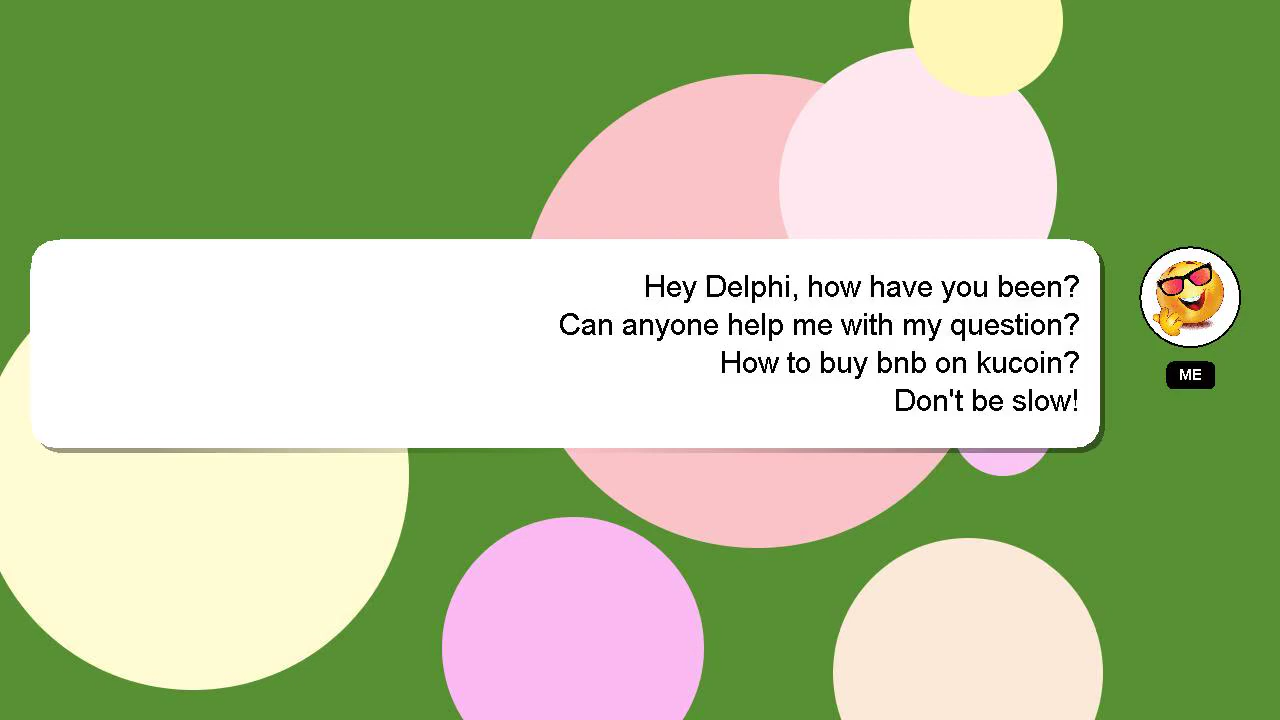 Hey Delphi, how have you been?
Can anyone help me with my question?
How to buy bnb on kucoin?
Don't be slow!
ME